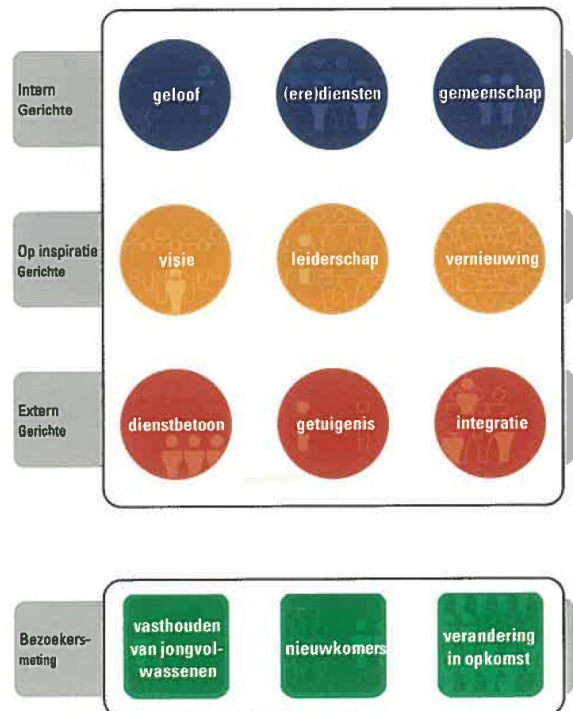 Intern
Gerichte
geloof
(ere)diensten
gemeenschap
Op inspiratie
Gerichte
visie
leiderschap
vernieuwing
Extern
Gerichte
dienstbetoon
getuigenis
integratie
Bezoekers-
meting
vasthouden
van jongvol-
wassenen
nieuwkomers
verandering
in opkomst